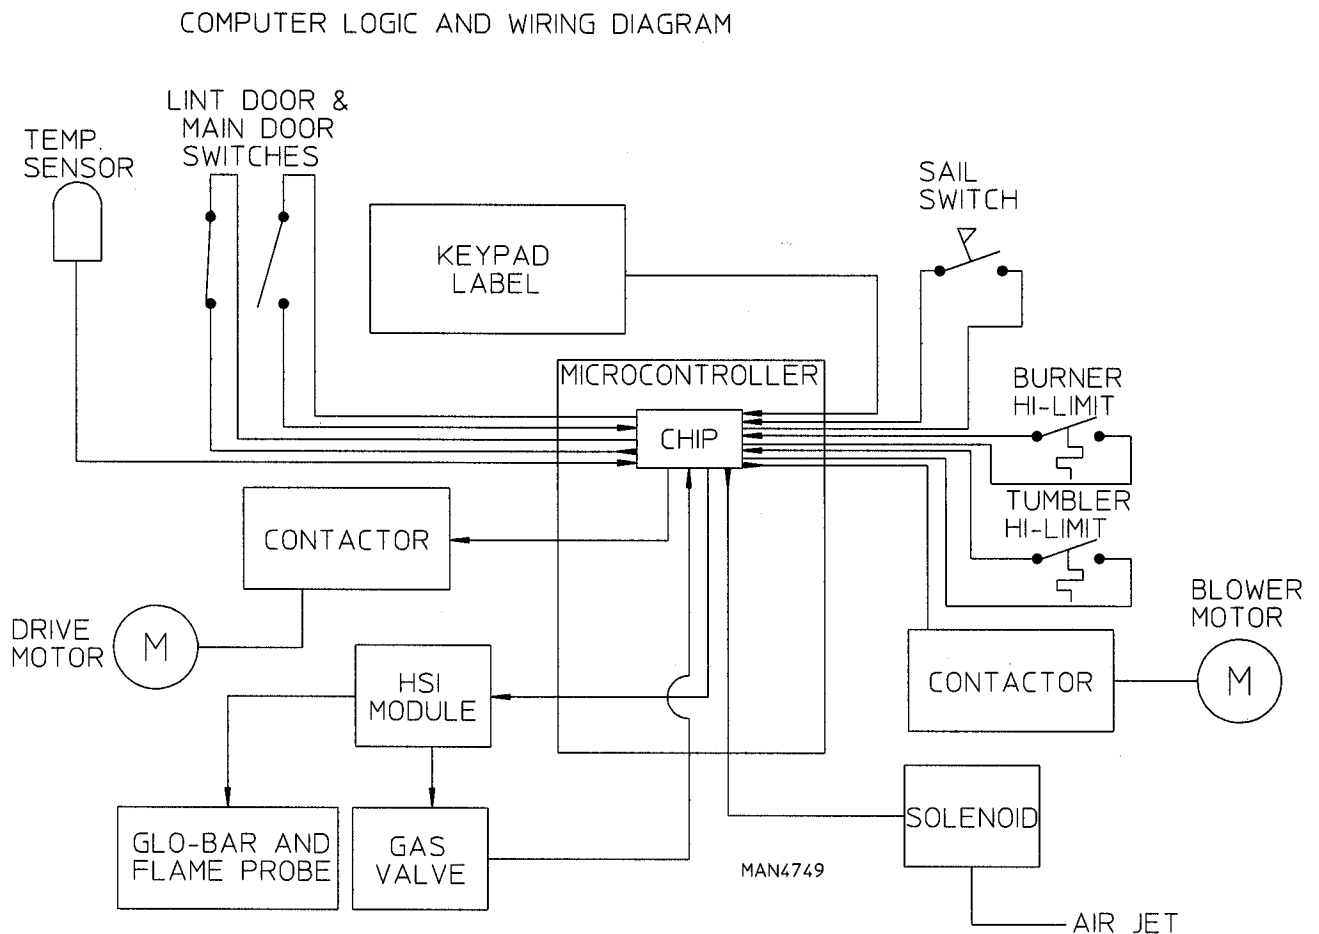 COMPUTER LOGIC AND WIRING DIAGRAM
LINT DOOR &
MAIN DOOR
SWITCHES
TEMP.
SENSOR
KEYPAD
LABEL
SAIL
SWITCH
MICROCONTROLLER
CHIP
BURNER
HI-LIMIT
TUMBLER
HI-LIMIT
CONTACTOR
DRIVE
MOTOR
M
HSI
MODULE
BLOWER
MOTOR
CONTACTOR
M
GLO-BAR AND
FLAME PROBE
GAS
VALVE
SOLENOID
MAN4749
AIR JET